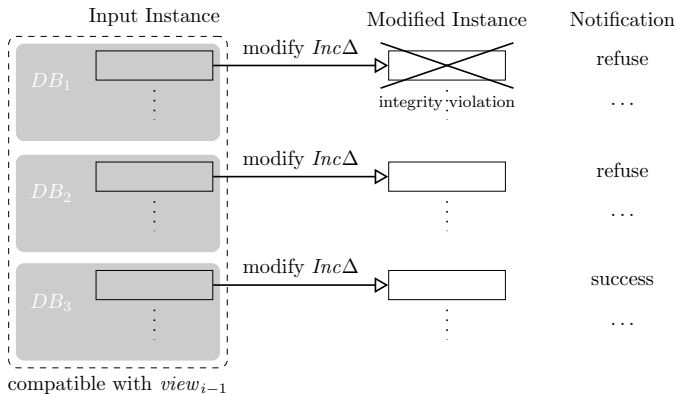 Input Instance Modified Instance Notification
DB₁ modify IncΔ refuse
integrity violation
. . .
DB₂ modify IncΔ refuse
. . .
DB₃ modify IncΔ success
. . .
compatible with viewᵢ₋₁